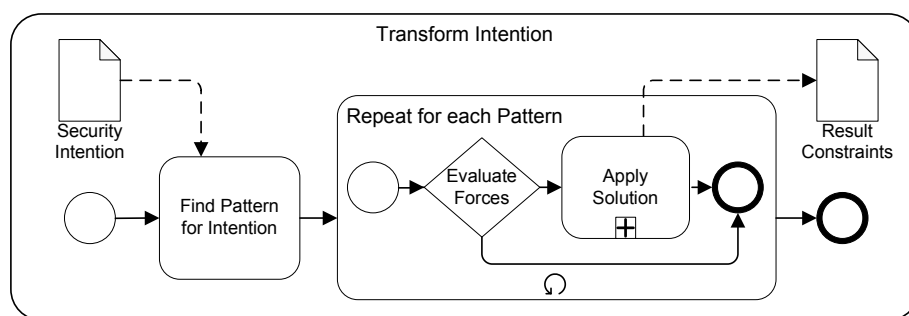 Transform Intention
Security
Intention
Find Pattern
for Intention
Repeat for each Pattern
Evaluate
Forces
Apply
Solution
Result
Constraints